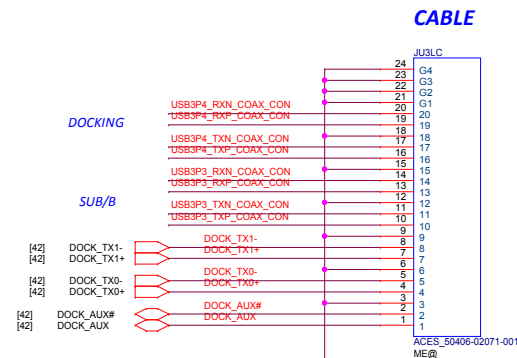 CABLE
JU3LC
24 G4
23 G3
22 G2
21 G1
USB3P4_RXN_COAX_CON 20 20
USB3P4_RXP_COAX_CON 19 19
DOCKING
18 18
USB3P4_TXN_COAX_CON 17 17
USB3P4_TXP_COAX_CON 16 16
15 15
USB3P3_RXN_COAX_CON 14 14
USB3P3_RXP_COAX_CON 13 13
SUB/B
12 12
USB3P3_TXN_COAX_CON 11 11
USB3P3_TXP_COAX_CON 10 10
9 9
[42] DOCK_TX1- DOCK_TX1- 8 8
[42] DOCK_TX1+ DOCK_TX1+ 7 7
6 6
[42] DOCK_TX0- DOCK_TX0- 5 5
[42] DOCK_TX0+ DOCK_TX0+ 4 4
3 3
[42] DOCK_AUX# DOCK_AUX# 2 2
[42] DOCK_AUX DOCK_AUX 1 1
ACES_50406-02071-001
ME@